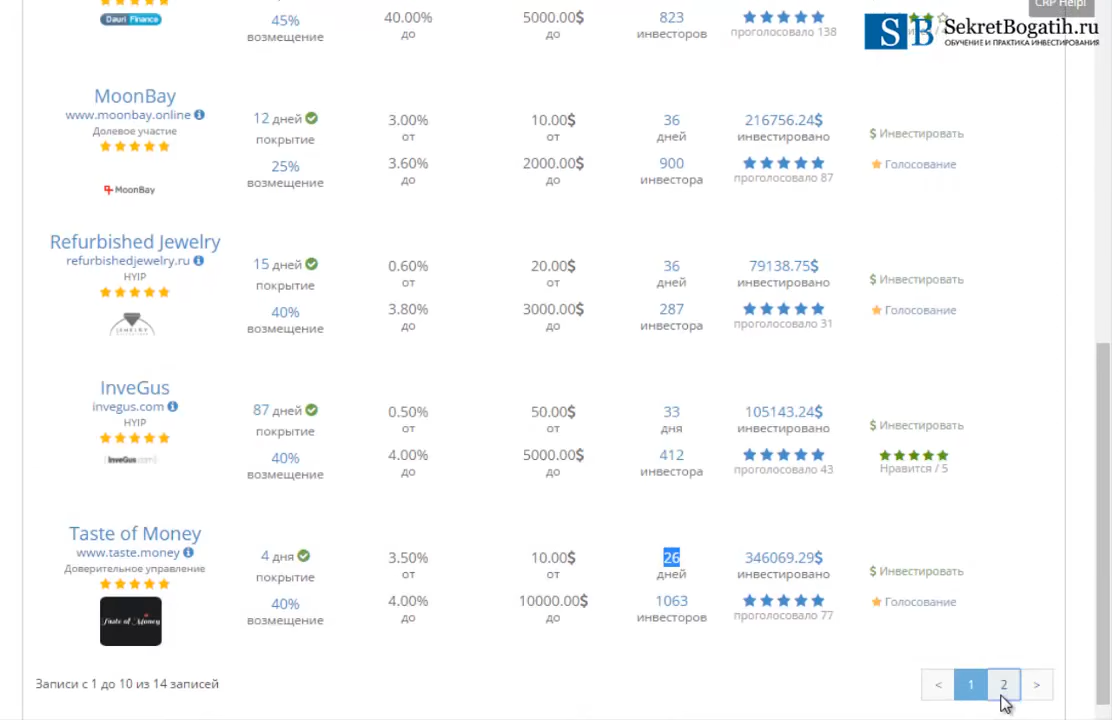 CRP Help!
SB SekretBogatih.ru
ОБУЧЕНИЕ И ПРАКТИКА ИНВЕСТИРОВАНИЯ
Dauri Finance
45% 40.00% 5000.00$ 823
возмещение до до инвесторов проголосовало 138
MoonBay
www.moonbay.online
Долевое участие
MoonBay
12 дней
покрытие
25%
возмещение
3.00%
от
3.60%
до
10.00$
от
2000.00$
до
36
дней
900
инвестора
216756.24$
инвестировано
проголосовало 87
$ Инвестировать
Голосование
Refurbished Jewelry
refurbishedjewelry.ru
HYIP
JEWELRY
15 дней
покрытие
40%
возмещение
0.60%
от
3.80%
до
20.00$
от
3000.00$
до
36
дней
287
инвестора
79138.75$
инвестировано
проголосовало 31
$ Инвестировать
Голосование
InveGus
invegus.com
HYIP
InveGus.com
87 дней
покрытие
40%
возмещение
0.50%
от
4.00%
до
50.00$
от
5000.00$
до
33
дня
412
инвестора
105143.24$
инвестировано
проголосовало 43
$ Инвестировать
Нравится / 5
Taste of Money
www.taste.money
Доверительное управление
Taste of Money
4 дня
покрытие
40%
возмещение
3.50%
от
4.00%
до
10.00$
от
10000.00$
до
26
дней
1063
инвесторов
346069.29$
инвестировано
проголосовало 77
$ Инвестировать
Голосование
Записи с 1 до 10 из 14 записей
< 1 2 >